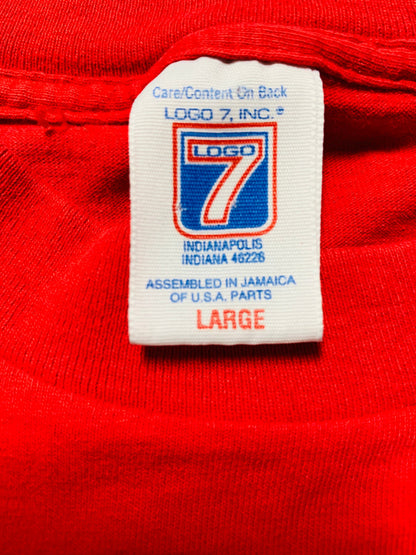 Care/Content On Back
LOGO 7, INC.®
LOGO
7
INDIANAPOLIS
INDIANA 46226
ASSEMBLED IN JAMAICA
OF U.S.A. PARTS
LARGE